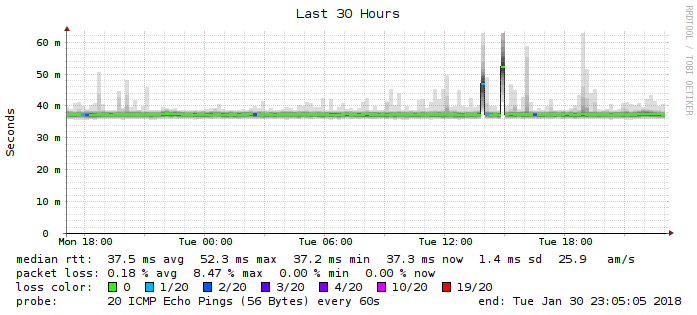 Last 30 Hours
RRDTOOL / TOBI OETIKER
Seconds
60 m
50 m
40 m
30 m
20 m
10 m
0
Mon 18:00 Tue 00:00 Tue 06:00 Tue 12:00 Tue 18:00
median rtt: 37.5 ms avg 52.3 ms max 37.2 ms min 37.3 ms now 1.4 ms sd 25.9 am/s
packet loss: 0.18 % avg 8.47 % max 0.00 % min 0.00 % now
loss color: 0 1/20 2/20 3/20 4/20 10/20 19/20
probe: 20 ICMP Echo Pings (56 Bytes) every 60s end: Tue Jan 30 23:05:05 2018